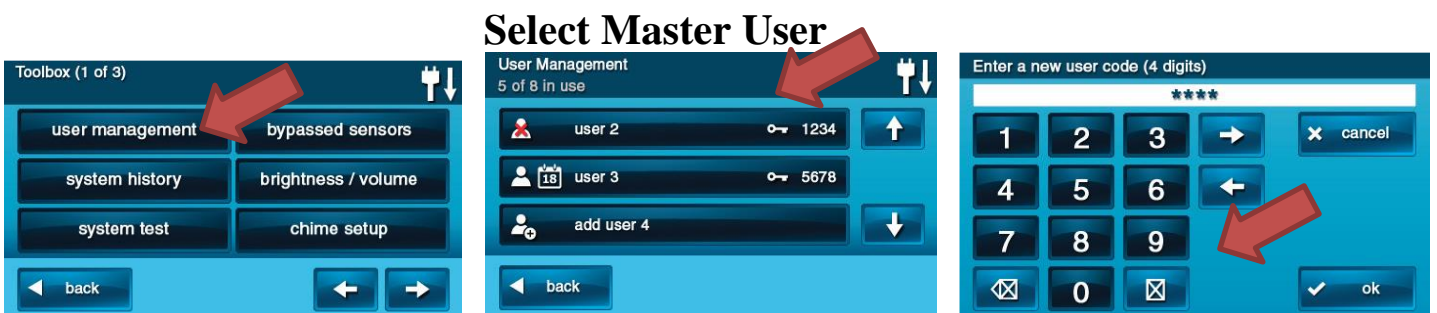 Select Master User
Toolbox (1 of 3)
user management
bypassed sensors
system history
brightness / volume
system test
chime setup
back
User Management
5 of 8 in use
user 2 1234
18 user 3 5678
add user 4
back
Enter a new user code (4 digits)
****
1 2 3
cancel
4 5 6
7 8 9
0
ok